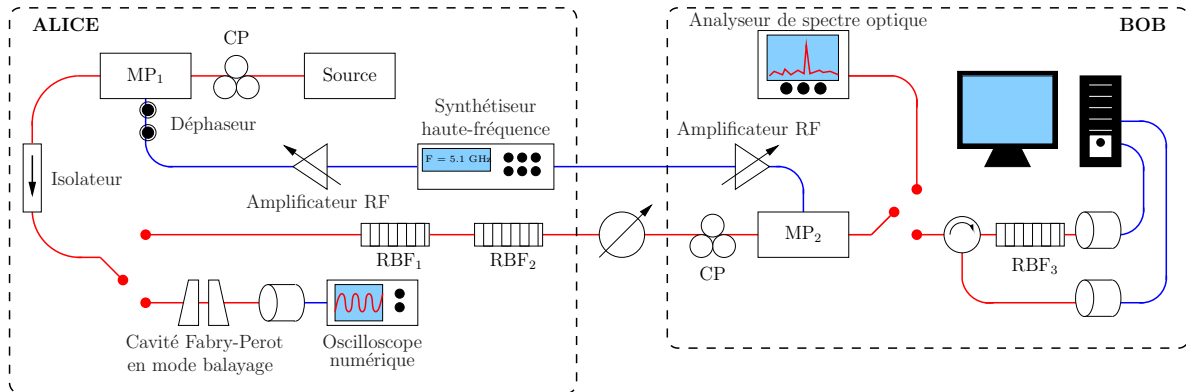 ALICE
CP
MP1
Source
Déphaseur
Synthétiseur
haute-fréquence
F = 5.1 GHz
Isolateur
Amplificateur RF
RBF1
RBF2
Cavité Fabry-Perot
en mode balayage
Oscilloscope
numérique
Analyseur de spectre optique
BOB
Amplificateur RF
MP2
CP
RBF3